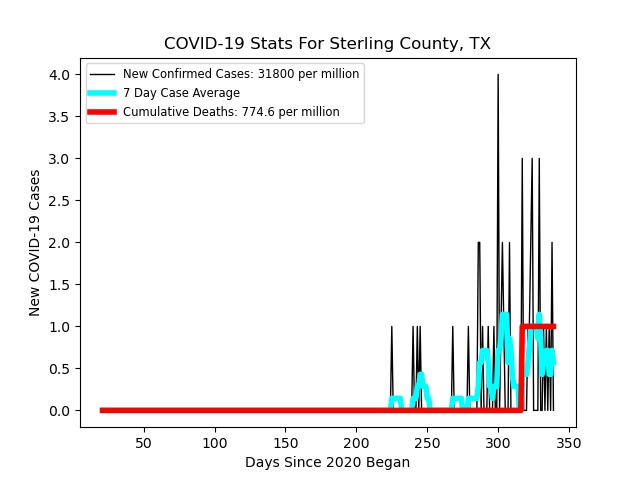 COVID-19 Stats For Sterling County, TX
New Confirmed Cases: 31800 per million
7 Day Case Average
Cumulative Deaths: 774.6 per million
New COVID-19 Cases
4.0
3.5
3.0
2.5
2.0
1.5
1.0
0.5
0.0
50 100 150 200 250 300 350
Days Since 2020 Began